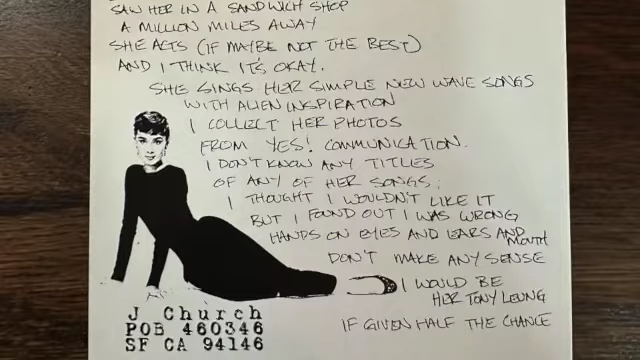 SAW HER IN A SANDWICH SHOP
A MILLION MILES AWAY
SHE ACTS (IF MAYBE NOT THE BEST)
AND I THINK IT'S OKAY.
SHE SINGS HER SIMPLE NEW WAVE SONGS
WITH ALIEN INSPIRATION
I COLLECT HER PHOTOS
FROM YES! COMMUNICATION.
I DON'T KNOW ANY TITLES
OF ANY OF HER SONGS;
I THOUGHT I WOULDN'T LIKE IT
BUT I FOUND OUT I WAS WRONG
HANDS ON EYES AND EARS AND MOUTH
DON'T MAKE ANY SENSE
I WOULD BE
HER TONY LEUNG
IF GIVEN HALF THE CHANCE
J Church
POB 460346
SF CA 94146